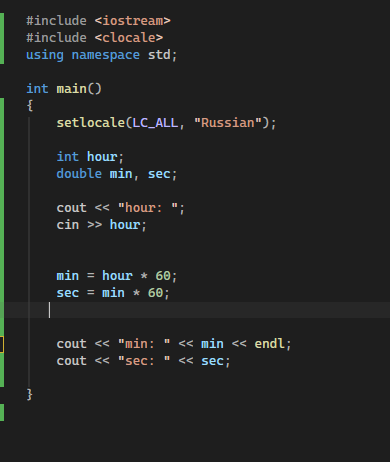 #include <iostream>
#include <clocale>
using namespace std;
int main()
{
setlocale(LC_ALL, "Russian");
int hour;
double min, sec;
cout << "hour: ";
cin >> hour;
min = hour * 60;
sec = min * 60;
cout << "min: " << min << endl;
cout << "sec: " << sec;
}